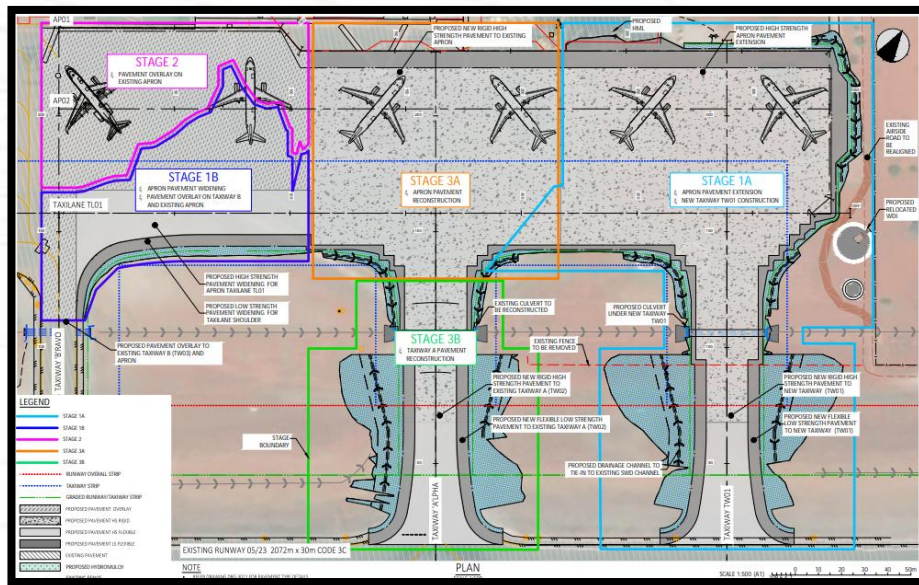 AP01
PROPOSED
HML
PROPOSED NEW RIGID HIGH
STRENGTH PAVEMENT TO EXISTING
APRON
PROPOSED HIGH STRENGTH
APRON PAVEMENT
EXTENSION
STAGE 2
PAVEMENT OVERLAY ON
EXISTING APRON
AP02
EXISTING
AIRSIDE
ROAD TO
BE
REALIGNED
STAGE 1B
APRON PAVEMENT WIDENING
PAVEMENT OVERLAY ON TAXIWAY B
AND EXISTING APRON
STAGE 3A
APRON PAVEMENT
RECONSTRUCTION
STAGE 1A
APRON PAVEMENT EXTENSION
NEW TAXIWAY TW01 CONSTRUCTION
TAXILANE TL01
PROPOSED
RELOCATED
WDI
PROPOSED HIGH STRENGTH
PAVEMENT WIDENING FOR
APRON TAXILANE TL01
PROPOSED LOW STRENGTH
PAVEMENT WIDENING FOR
TAXILANE SHOULDER
EXISTING CULVERT TO
BE RECONSTRUCTED
PROPOSED CULVERT
UNDER NEW TAXIWAY
TW01
STAGE 3B
TAXIWAY A PAVEMENT
RECONSTRUCTION
EXISTING FENCE
TO BE REMOVED
PROPOSED PAVEMENT OVERLAY TO
EXISTING TAXIWAY B (TW03) AND
APRON
TAXIWAY 'B'RAVO
PROPOSED NEW RIGID HIGH
STRENGTH PAVEMENT TO
EXISTING TAXIWAY A (TW02)
PROPOSED NEW RIGID HIGH
STRENGTH PAVEMENT TO
NEW TAXIWAY (TW01)
PROPOSED NEW FLEXIBLE LOW STRENGTH
PAVEMENT TO EXISTING TAXIWAY A (TW02)
PROPOSED NEW FLEXIBLE
LOW STRENGTH PAVEMENT
TO NEW TAXIWAY (TW01)
STAGE
BOUNDARY
PROPOSED DRAINAGE CHANNEL TO
TIE-IN TO EXISTING SWD CHANNEL
TAXIWAY 'A'LPHA
TAXIWAY TW01
LEGEND
STAGE 1A
STAGE 1B
STAGE 2
STAGE 3A
STAGE 3B
RUNWAY OVERALL STRIP
TAXIWAY STRIP
GRADED RUNWAY/TAXIWAY STRIP
PROPOSED PAVEMENT OVERLAY
PROPOSED PAVEMENT HS RIGID
PROPOSED PAVEMENT HS FLEXIBLE
PROPOSED PAVEMENT LS FLEXIBLE
EXISTING PAVEMENT
PROPOSED HYDROMULCH
EXISTING FENCE
EXISTING RUNWAY 05/23 2072m x 30m CODE 3C
NOTE
PLAN
SCALE 1:500 (A1)
0 10 20 30 40 50m